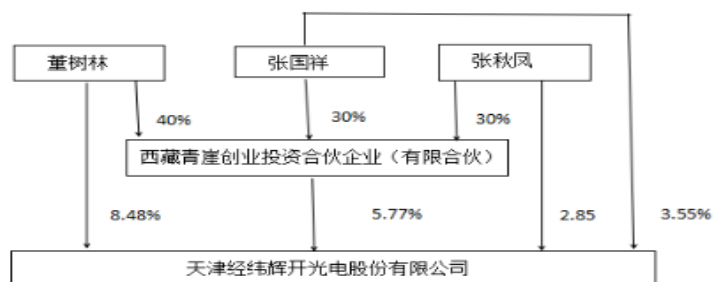 董树林
张国祥
张秋凤
40%
30%
30%
西藏青崖创业投资合伙企业（有限合伙）
8.48%
5.77%
2.85
3.55%
天津经纬辉开光电股份有限公司